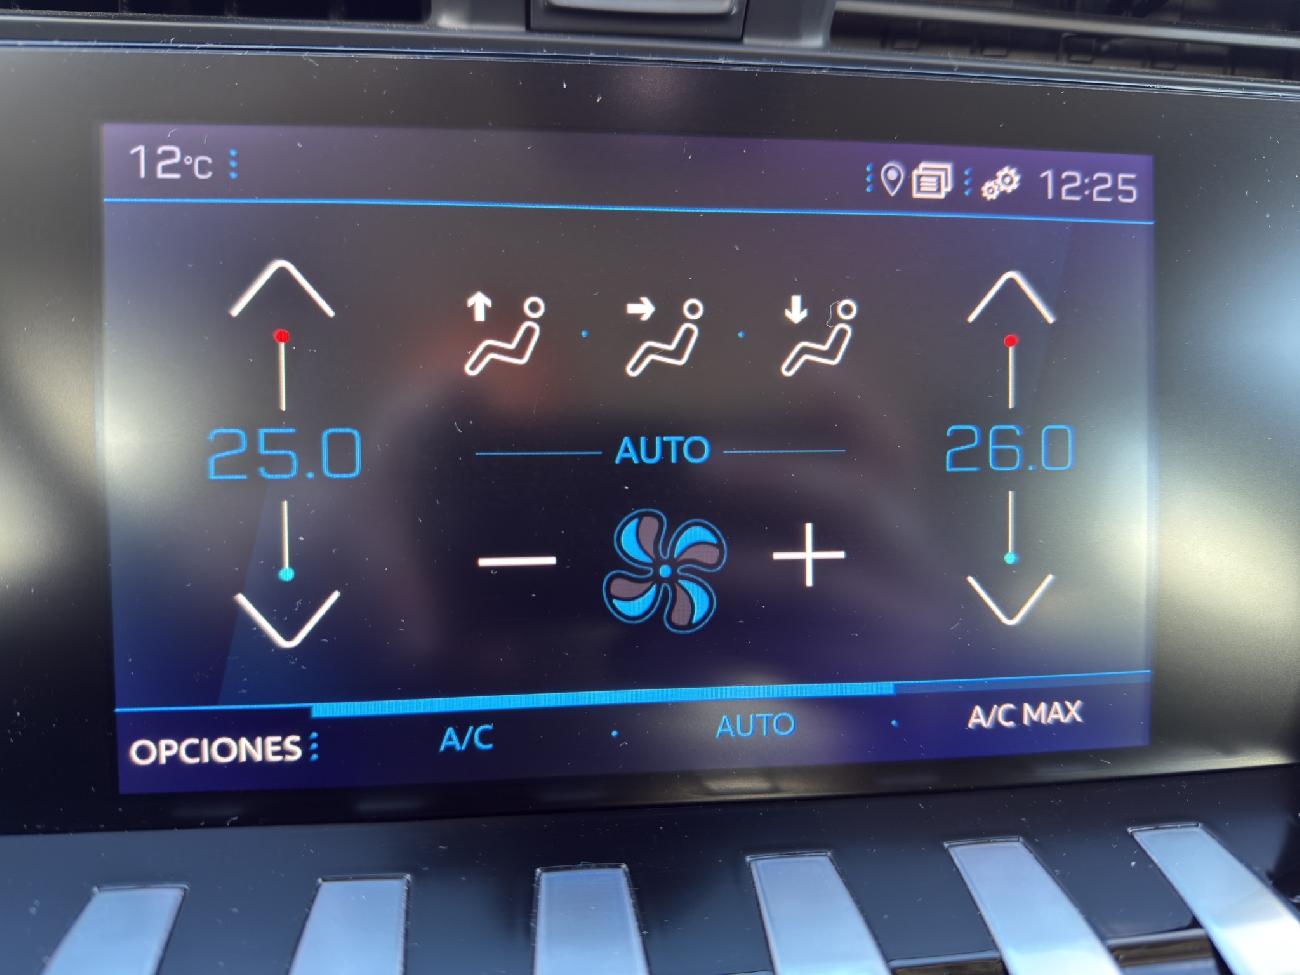 12°C 12:25
25.0 AUTO 26.0
OPCIONES A/C AUTO A/C MAX